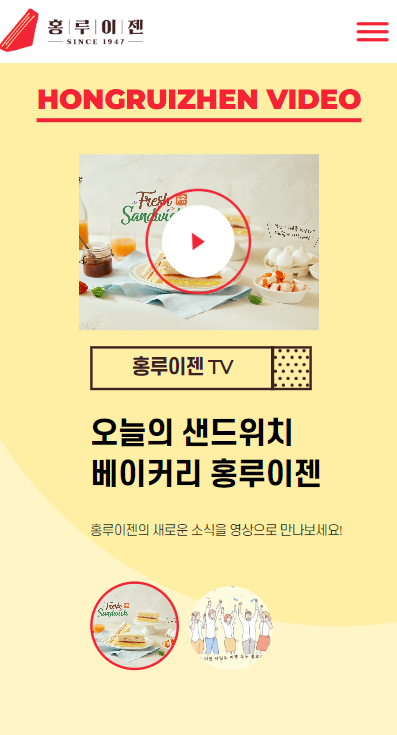 홍루이젠
SINCE 1947
HONGRUIZHEN VIDEO
Fresh
Sandwich
홍루이젠 TV
오늘의 샌드위치
베이커리 홍루이젠
홍루이젠의 새로운 소식을 영상으로 만나보세요!
Fresh
Sandwich